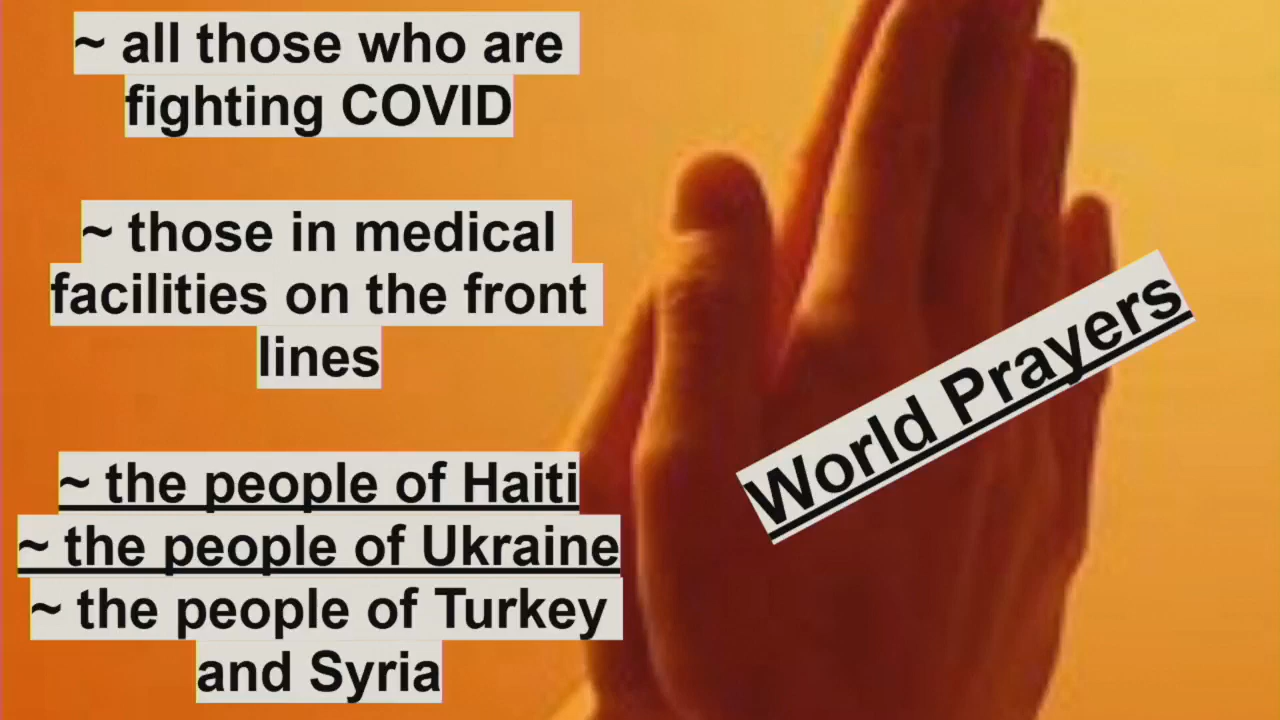 ~ all those who are
fighting COVID
~ those in medical
facilities on the front
lines
~ the people of Haiti
~ the people of Ukraine
~ the people of Turkey
and Syria
World Prayers